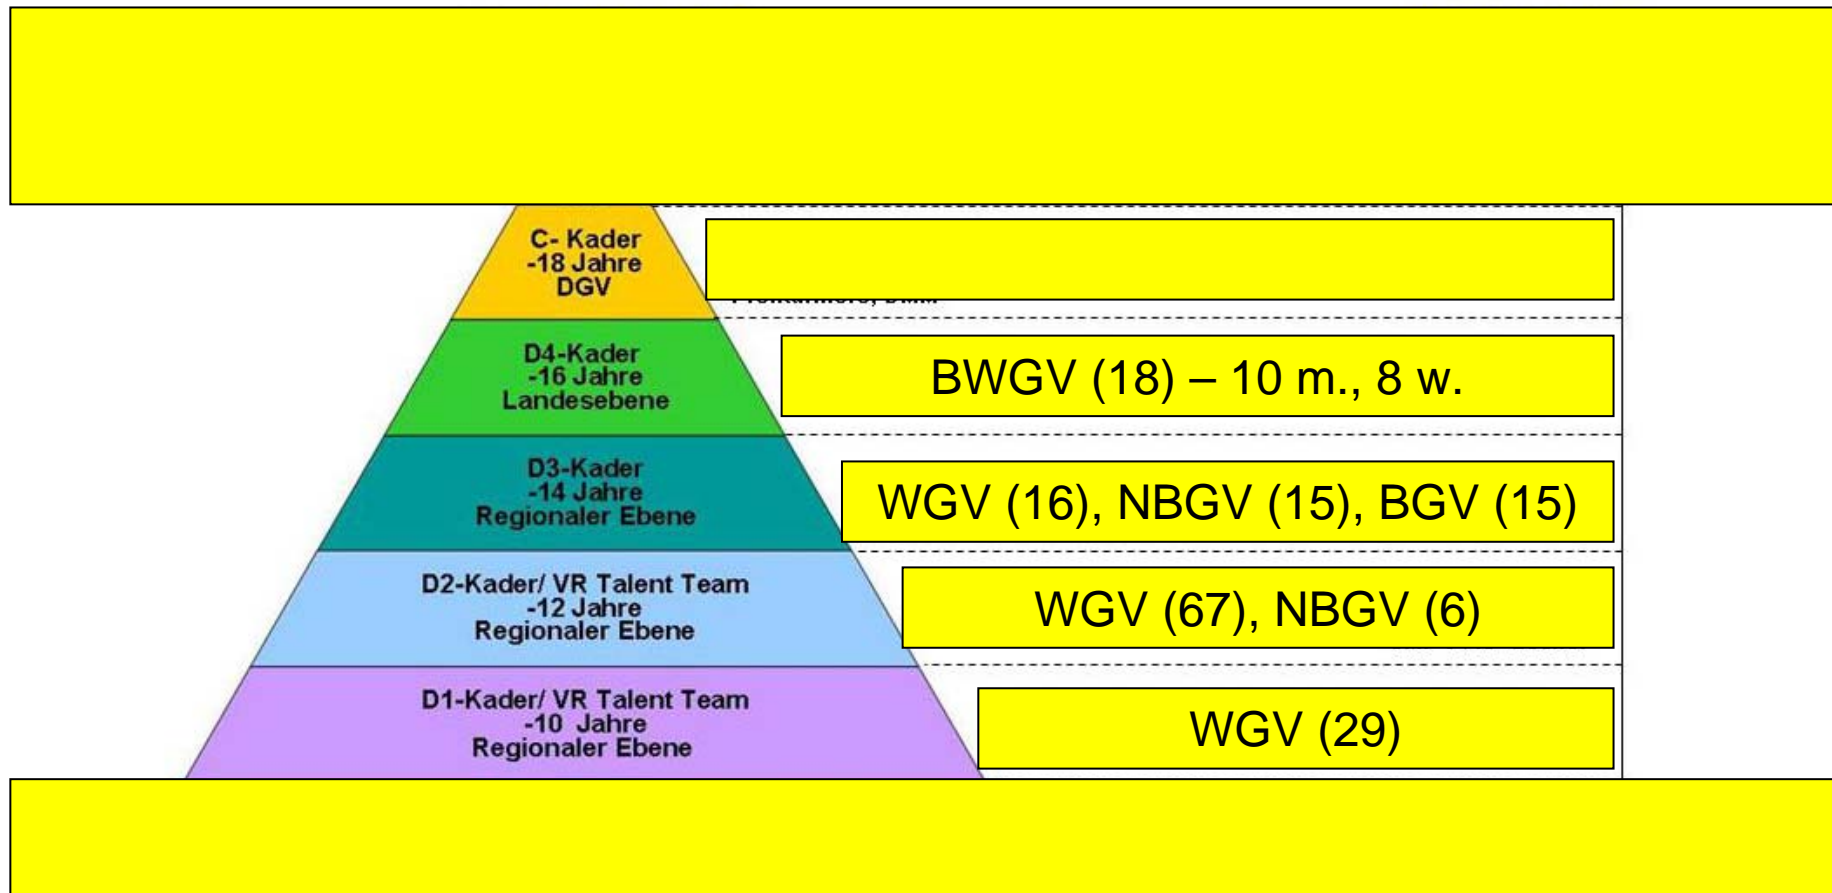 C- Kader
-18 Jahre
DGV
D4-Kader
-16 Jahre
Landesebene
BWGV (18) – 10 m., 8 w.
D3-Kader
-14 Jahre
Regionaler Ebene
WGV (16), NBGV (15), BGV (15)
D2-Kader/ VR Talent Team
-12 Jahre
Regionaler Ebene
WGV (67), NBGV (6)
D1-Kader/ VR Talent Team
-10 Jahre
Regionaler Ebene
WGV (29)